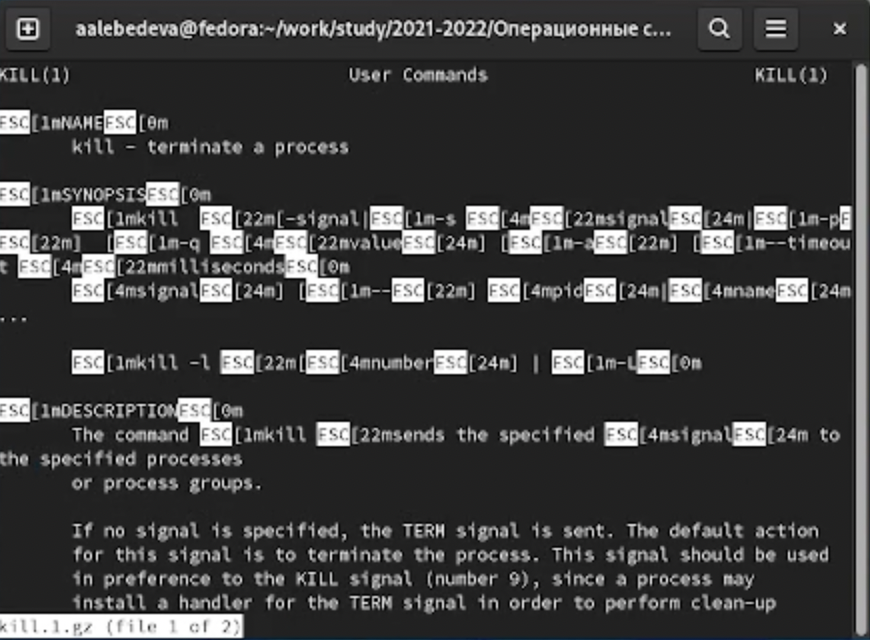 aalebedeva@fedora:~/work/study/2021-2022/Операционные с...
KILL(1) User Commands KILL(1)
ESC[1mNAMEESC[0m
kill - terminate a process
ESC[1mSYNOPSISESC[0m
ESC[1mkill ESC[22m[-signal|ESC[1m-s ESC[4mESC[22msignalESC[24m|ESC[1m-pE
ESC[22m] [ESC[1m-q ESC[4mESC[22mvalueESC[24m] [ESC[1m-aESC[22m] [ESC[1m--timeou
t ESC[4mESC[22mmillisecondsESC[0m
ESC[4msignalESC[24m] [ESC[1m--ESC[22m] ESC[4mpidESC[24m|ESC[4mnameESC[24m
...
ESC[1mkill -l ESC[22m[ESC[4mnumberESC[24m] | ESC[1m-LESC[0m
ESC[1mDESCRIPTIONESC[0m
The command ESC[1mkill ESC[22msends the specified ESC[4msignalESC[24m to
the specified processes
or process groups.
If no signal is specified, the TERM signal is sent. The default action
for this signal is to terminate the process. This signal should be used
in preference to the KILL signal (number 9), since a process may
install a handler for the TERM signal in order to perform clean-up
kill.1.gz (file 1 of 2)